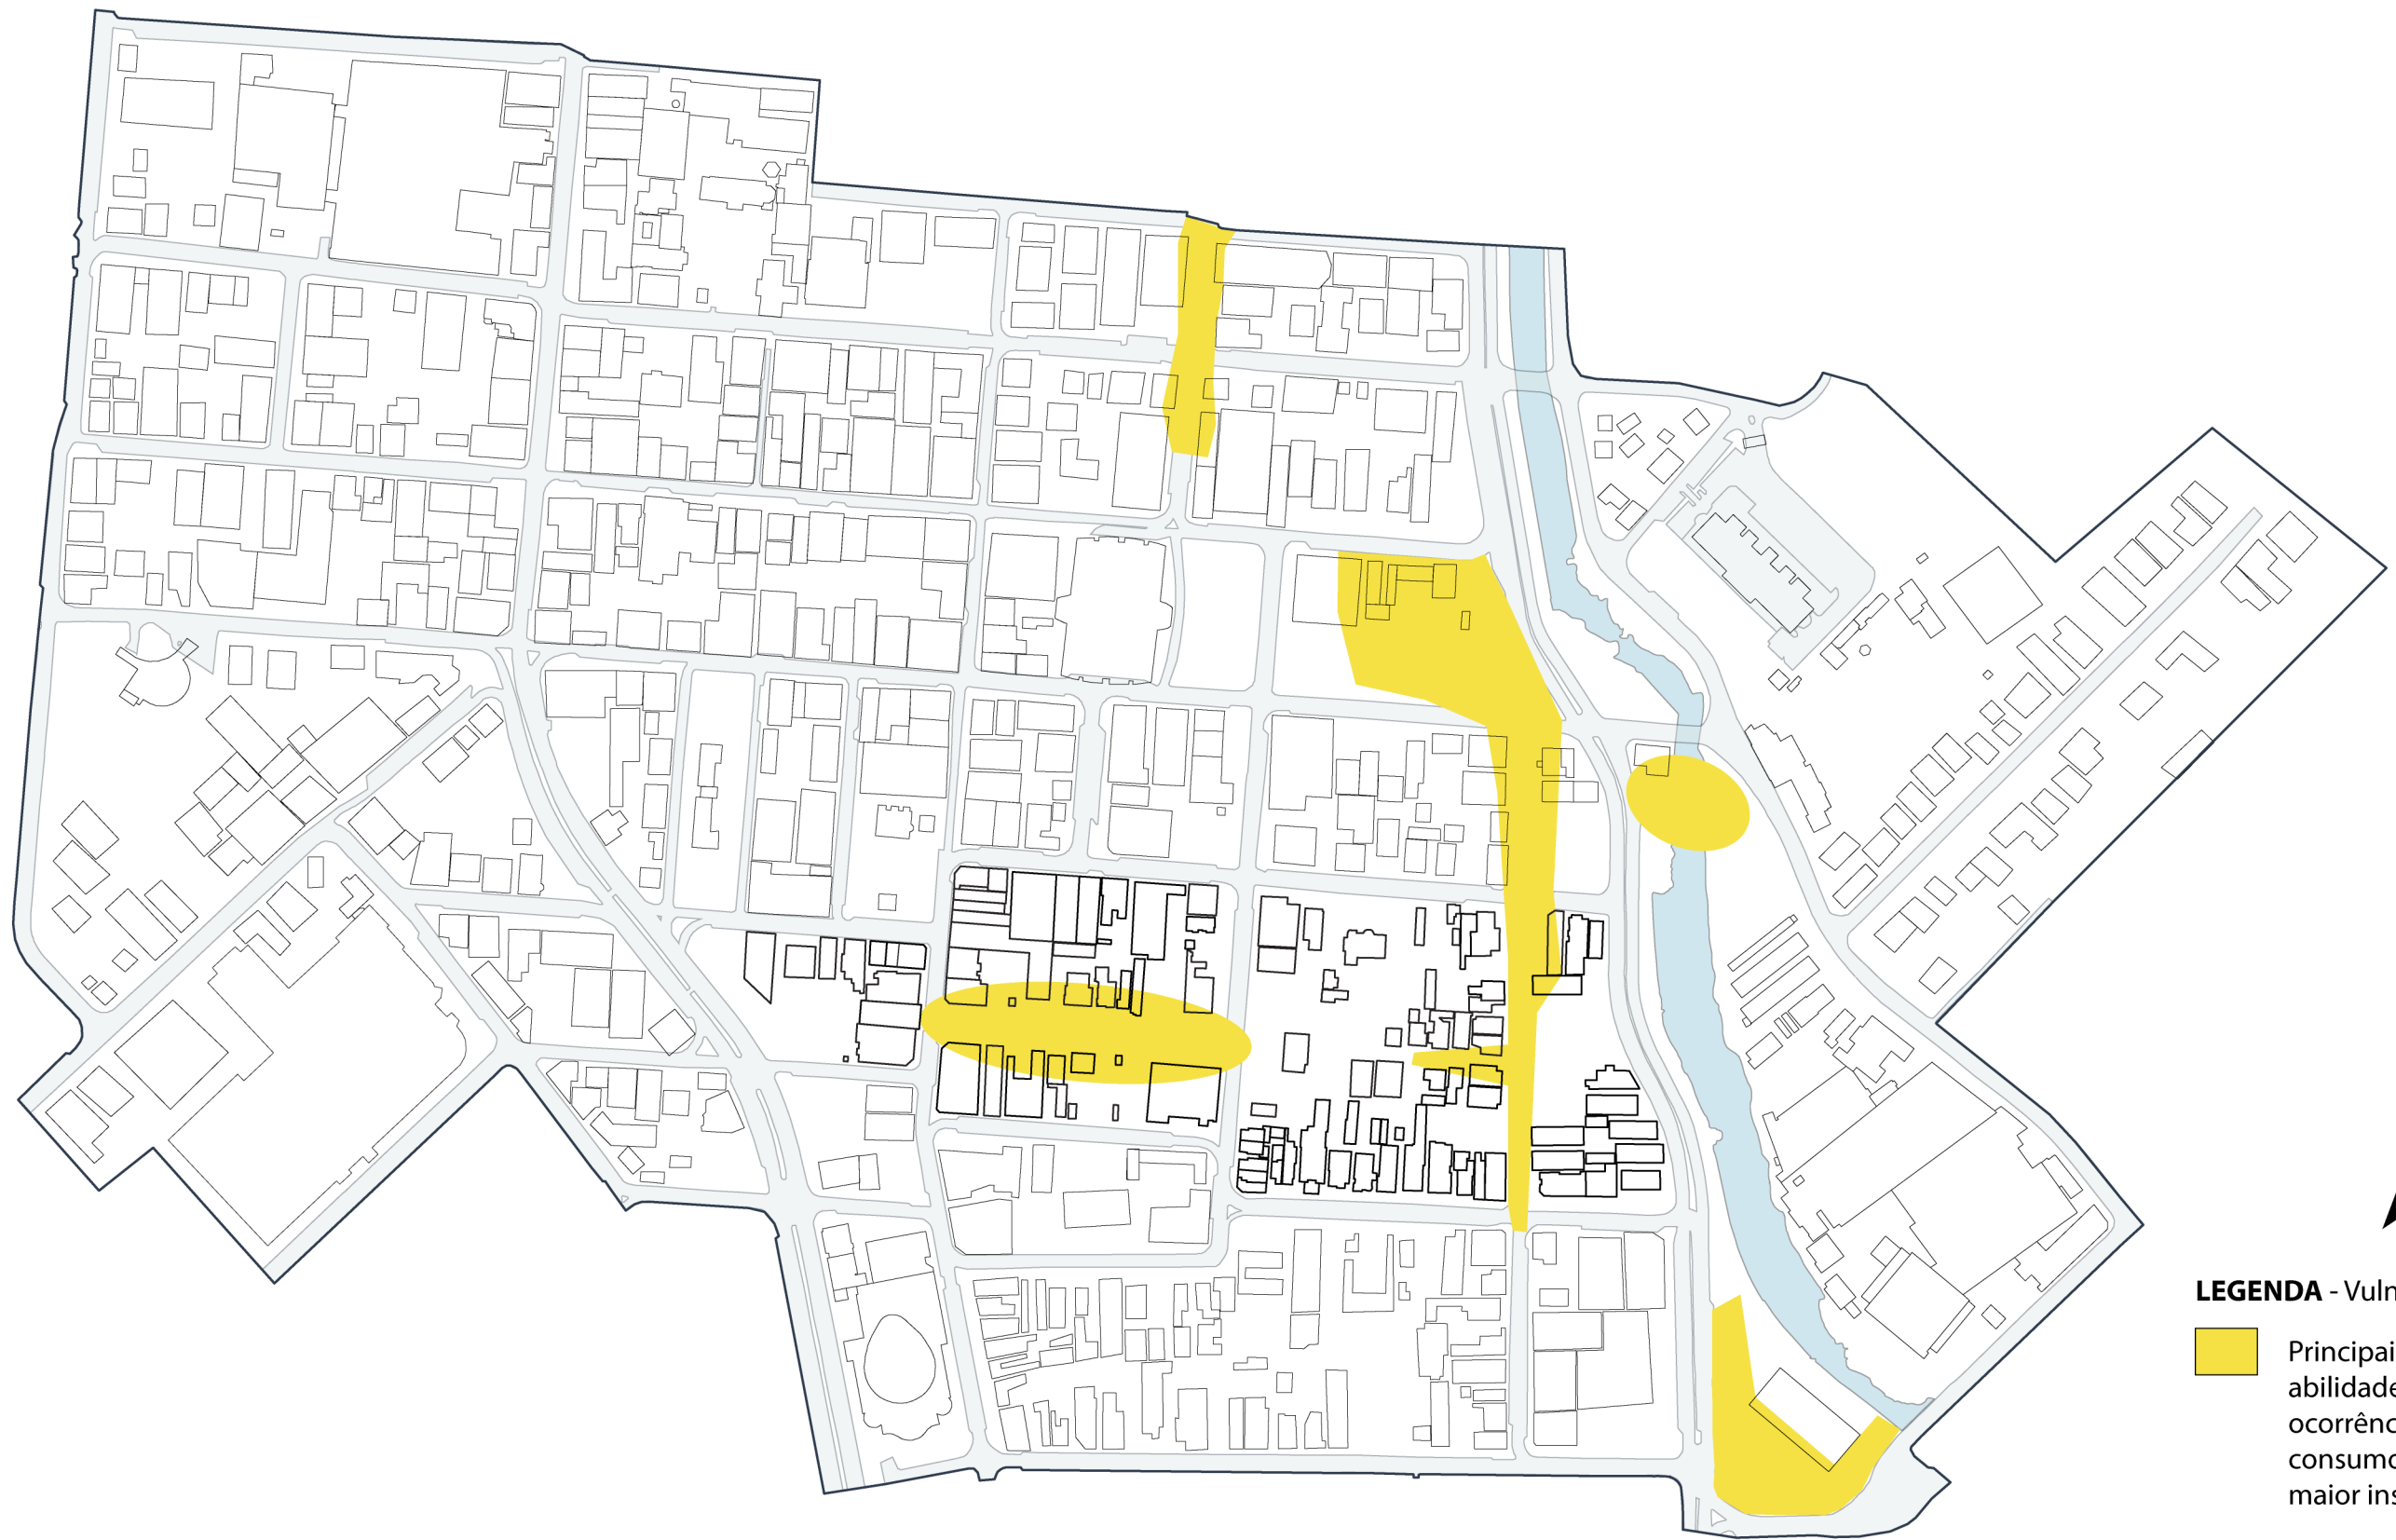 LEGENDA - Vuln
Principai
abilidade
ocorrênc
consumo
maior ins